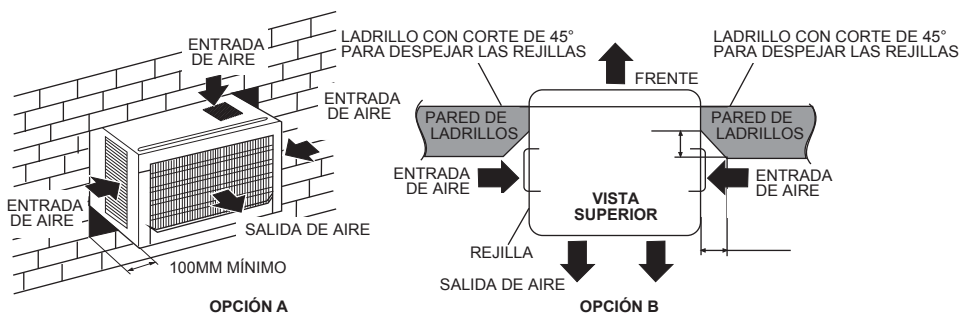 ENTRADA
DE AIRE
ENTRADA
DE AIRE
ENTRADA
DE AIRE
SALIDA DE AIRE
100MM MÍNIMO
OPCIÓN A
LADRILLO CON CORTE DE 45°
PARA DESPEJAR LAS REJILLAS
LADRILLO CON CORTE DE 45°
PARA DESPEJAR LAS REJILLAS
FRENTE
PARED DE
LADRILLOS
PARED DE
LADRILLOS
ENTRADA
DE AIRE
ENTRADA
DE AIRE
VISTA
SUPERIOR
REJILLA
SALIDA DE AIRE
OPCIÓN B